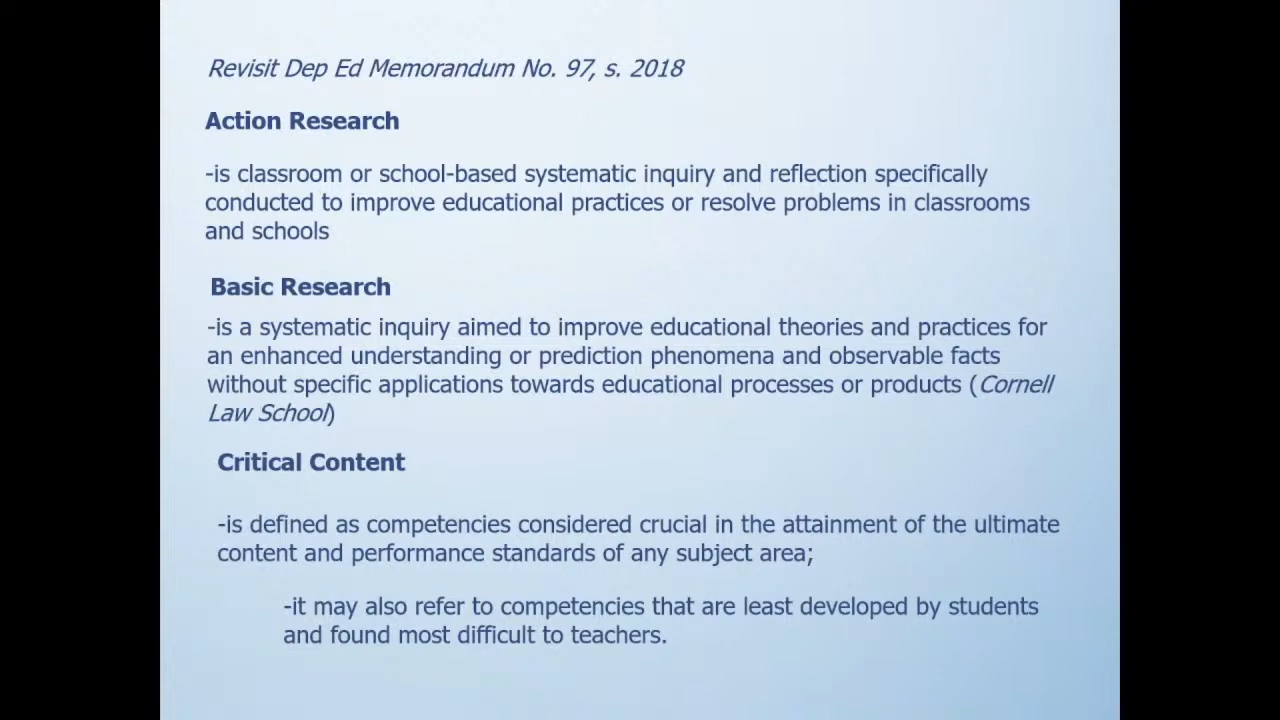 Revisit Dep Ed Memorandum No. 97, s. 2018
Action Research
-is classroom or school-based systematic inquiry and reflection specifically
conducted to improve educational practices or resolve problems in classrooms
and schools
Basic Research
-is a systematic inquiry aimed to improve educational theories and practices for
an enhanced understanding or prediction phenomena and observable facts
without specific applications towards educational processes or products (Cornell
Law School)
Critical Content
-is defined as competencies considered crucial in the attainment of the ultimate
content and performance standards of any subject area;
-it may also refer to competencies that are least developed by students
and found most difficult to teachers.